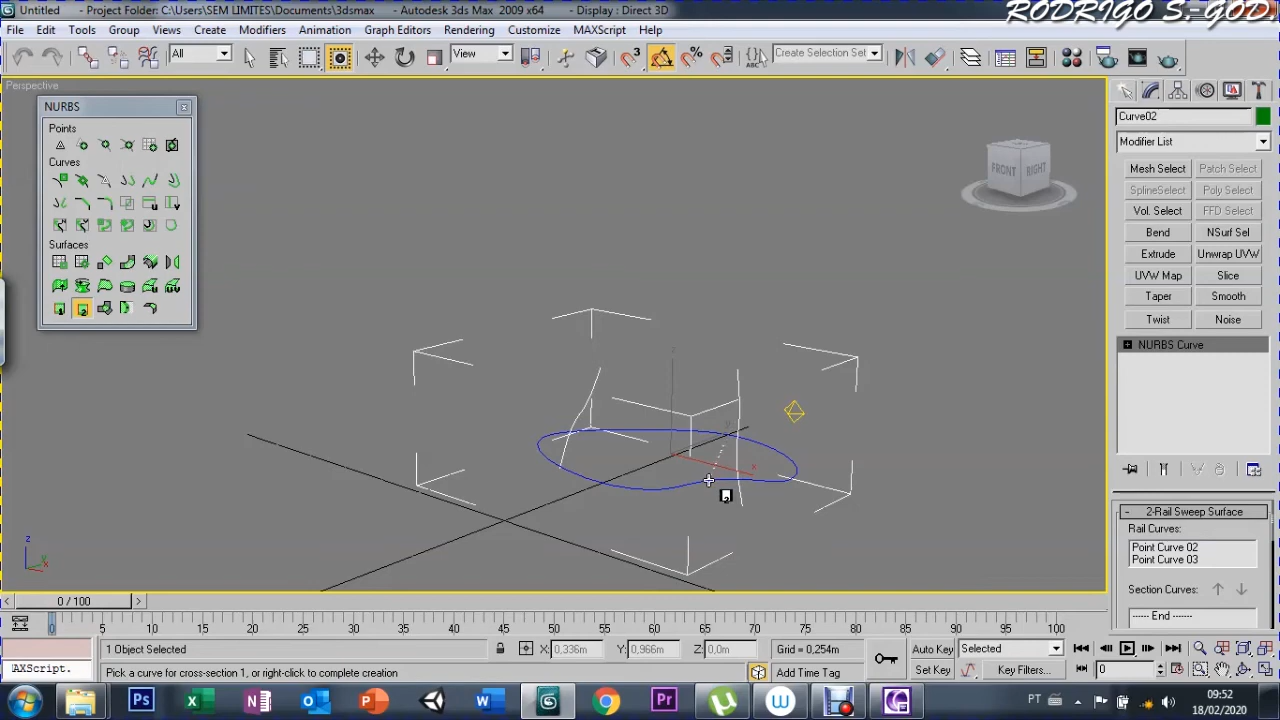 Untitled - Project Folder: C:\Users\SEM LIMITES\Documents\3dsmax - Autodesk 3ds Max 2009 x64 - Display : Direct 3D
RODRIGO S.-GOD.
File Edit Tools Group Views Create Modifiers Animation Graph Editors Rendering Customize MAXScript Help
All
View
3
%
ABC
Create Selection Set
Perspective
NURBS
Points
Curves
Surfaces
FRONT
RIGHT
Curve02
Modifier List
Mesh Select Patch Select
SplineSelect Poly Select
Vol. Select FFD Select
Bend NSurf Sel
Extrude Unwrap UVW
UVW Map Slice
Taper Smooth
Twist Noise
NURBS Curve
z
x
2
z
x
2-Rail Sweep Surface
Rail Curves:
Point Curve 02
Point Curve 03
Section Curves:
----- End ------
0 / 100
0 5 10 15 20 25 30 35 40 45 50 55 60 65 70 75 80 85 90 95 100
1 Object Selected X: 0,336m Y: 0,966m Z: 0,0m Grid = 0,254m Auto Key Selected
AXScript. Pick a curve for cross-section 1, or right-click to complete creation Add Time Tag Set Key Key Filters... 0
Ps W Pr W
PT
09:52
18/02/2020